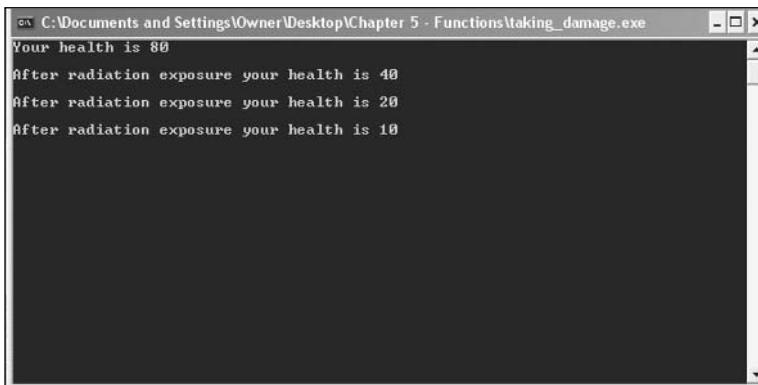 C:\Documents and Settings\Owner\Desktop\Chapter 5 - Functions\taking_damage.exe
Your health is 80
After radiation exposure your health is 40
After radiation exposure your health is 20
After radiation exposure your health is 10